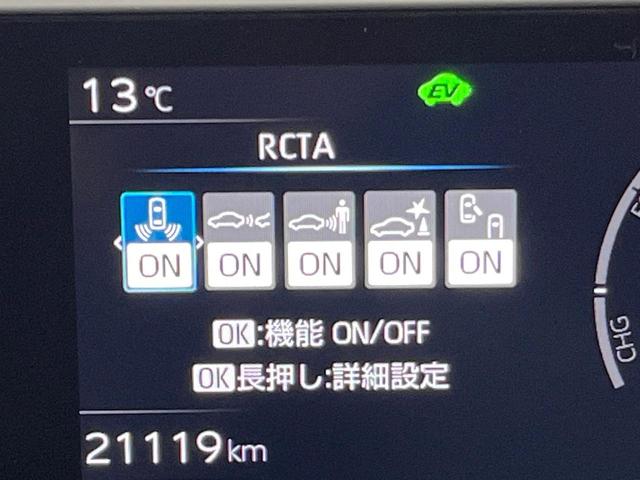 13℃
EV
RCTA
ON ON ON ON ON
OK:機能 ON/OFF
OK長押し:詳細設定
CHG
21119km